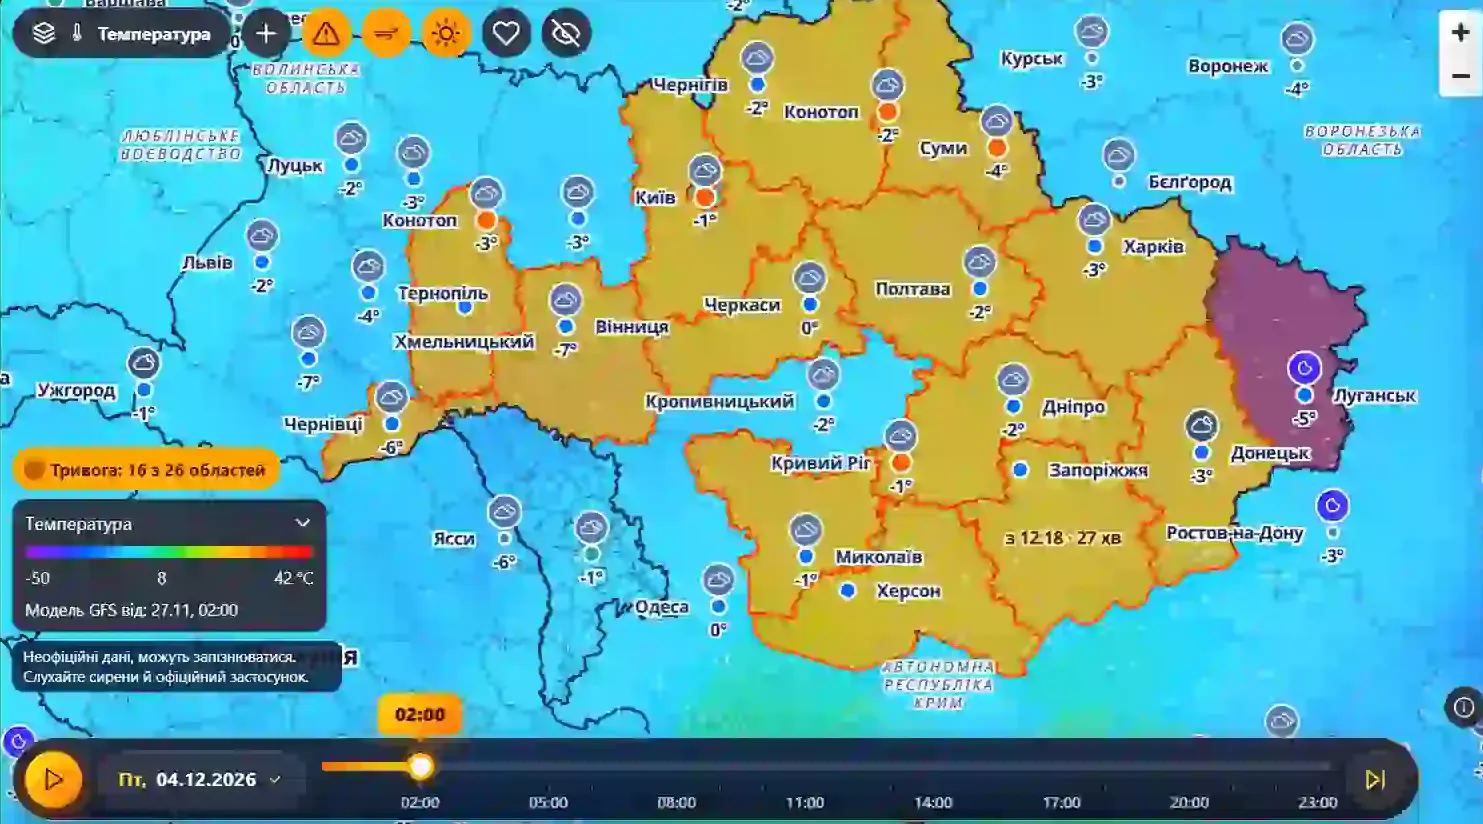 Варшава
Температура
-2°
0
Чернігів
-2°
Конотоп
-2°
Суми
-4°
Курськ
-3°
Воронеж
-4°
ВОЛИНСЬКА
ОБЛАСТЬ
ЛЮБЛІНСЬКЕ
ВОЄВОДСТВО
ВОРОНЕЗЬКА
ОБЛАСТЬ
Луцьк
-2°
-3°
Конотоп
-3°
-3°
Київ
-1°
Бєлґород
Львів
-2°
-4°
Тернопіль
Хмельницький
Вінниця
-7°
Черкаси
0°
Полтава
-2°
Харків
-3°
-7°
Ужгород
-1°
Чернівці
-6°
Кропивницький
-2°
Дніпро
-2°
Луганськ
-5°
Донецьк
-3°
Кривий Ріг
-1°
Запоріжжя
Тривога: 16 з 26 областей
Температура
-50
8
42 °C
Модель GFS від: 27.11, 02:00
Ясси
-6°
-1°
Одеса
0°
Миколаїв
-1°
Херсон
з 12:18 · 27 хв
Ростов-на-Дону
-3°
Неофіційні дані, можуть запізнюватися.
Слухайте сирени й офіційний застосунок.
АВТОНОМНА
РЕСПУБЛІКА
КРИМ
02:00
Пт, 04.12.2026
02:00
05:00
08:00
11:00
14:00
17:00
20:00
23:00